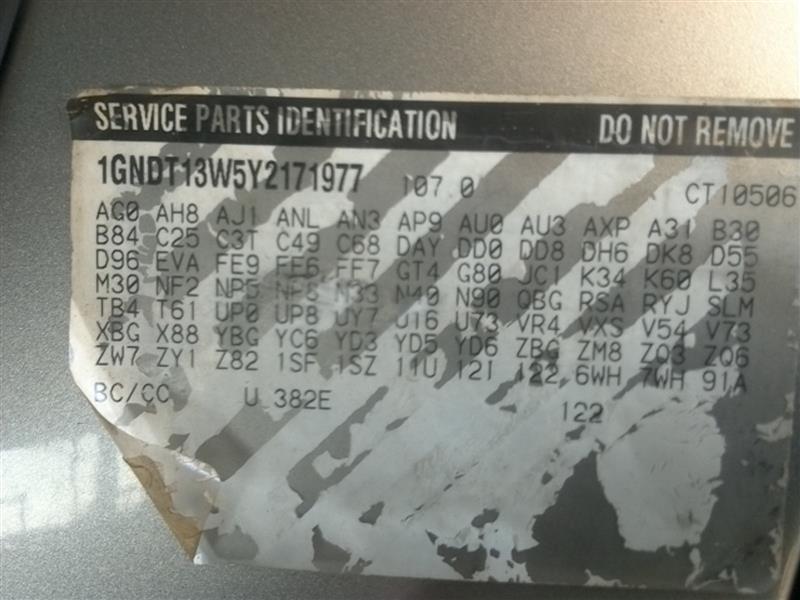 SERVICE PARTS IDENTIFICATION DO NOT REMOVE
1GNDT13W5Y2171977 107.0 CT10506
AG0 AH8 AJ1 ANL AN3 AP9 AU0 AU3 AXP A31 B30
B84 C25 C3T C49 C68 DAY DD0 DD8 DH6 DK8 D55
D96 EVA FE9 FF6 FF7 GT4 G80 JC1 K34 K60 L35
M30 NF2 NP5 N33 N40 N90 QBG RSA RYJ SLM
TB4 T61 UP0 UP8 UY7 U16 U73 VR4 VXS V54 V73
XBG X88 YBG YC6 YD3 YD5 YD6 ZBG ZM8 ZQ3 ZQ6
ZW7 ZY1 Z82 1SF 1SZ 11U 12I 122 6WH 7WH 91A
BC/CC U 382E 122